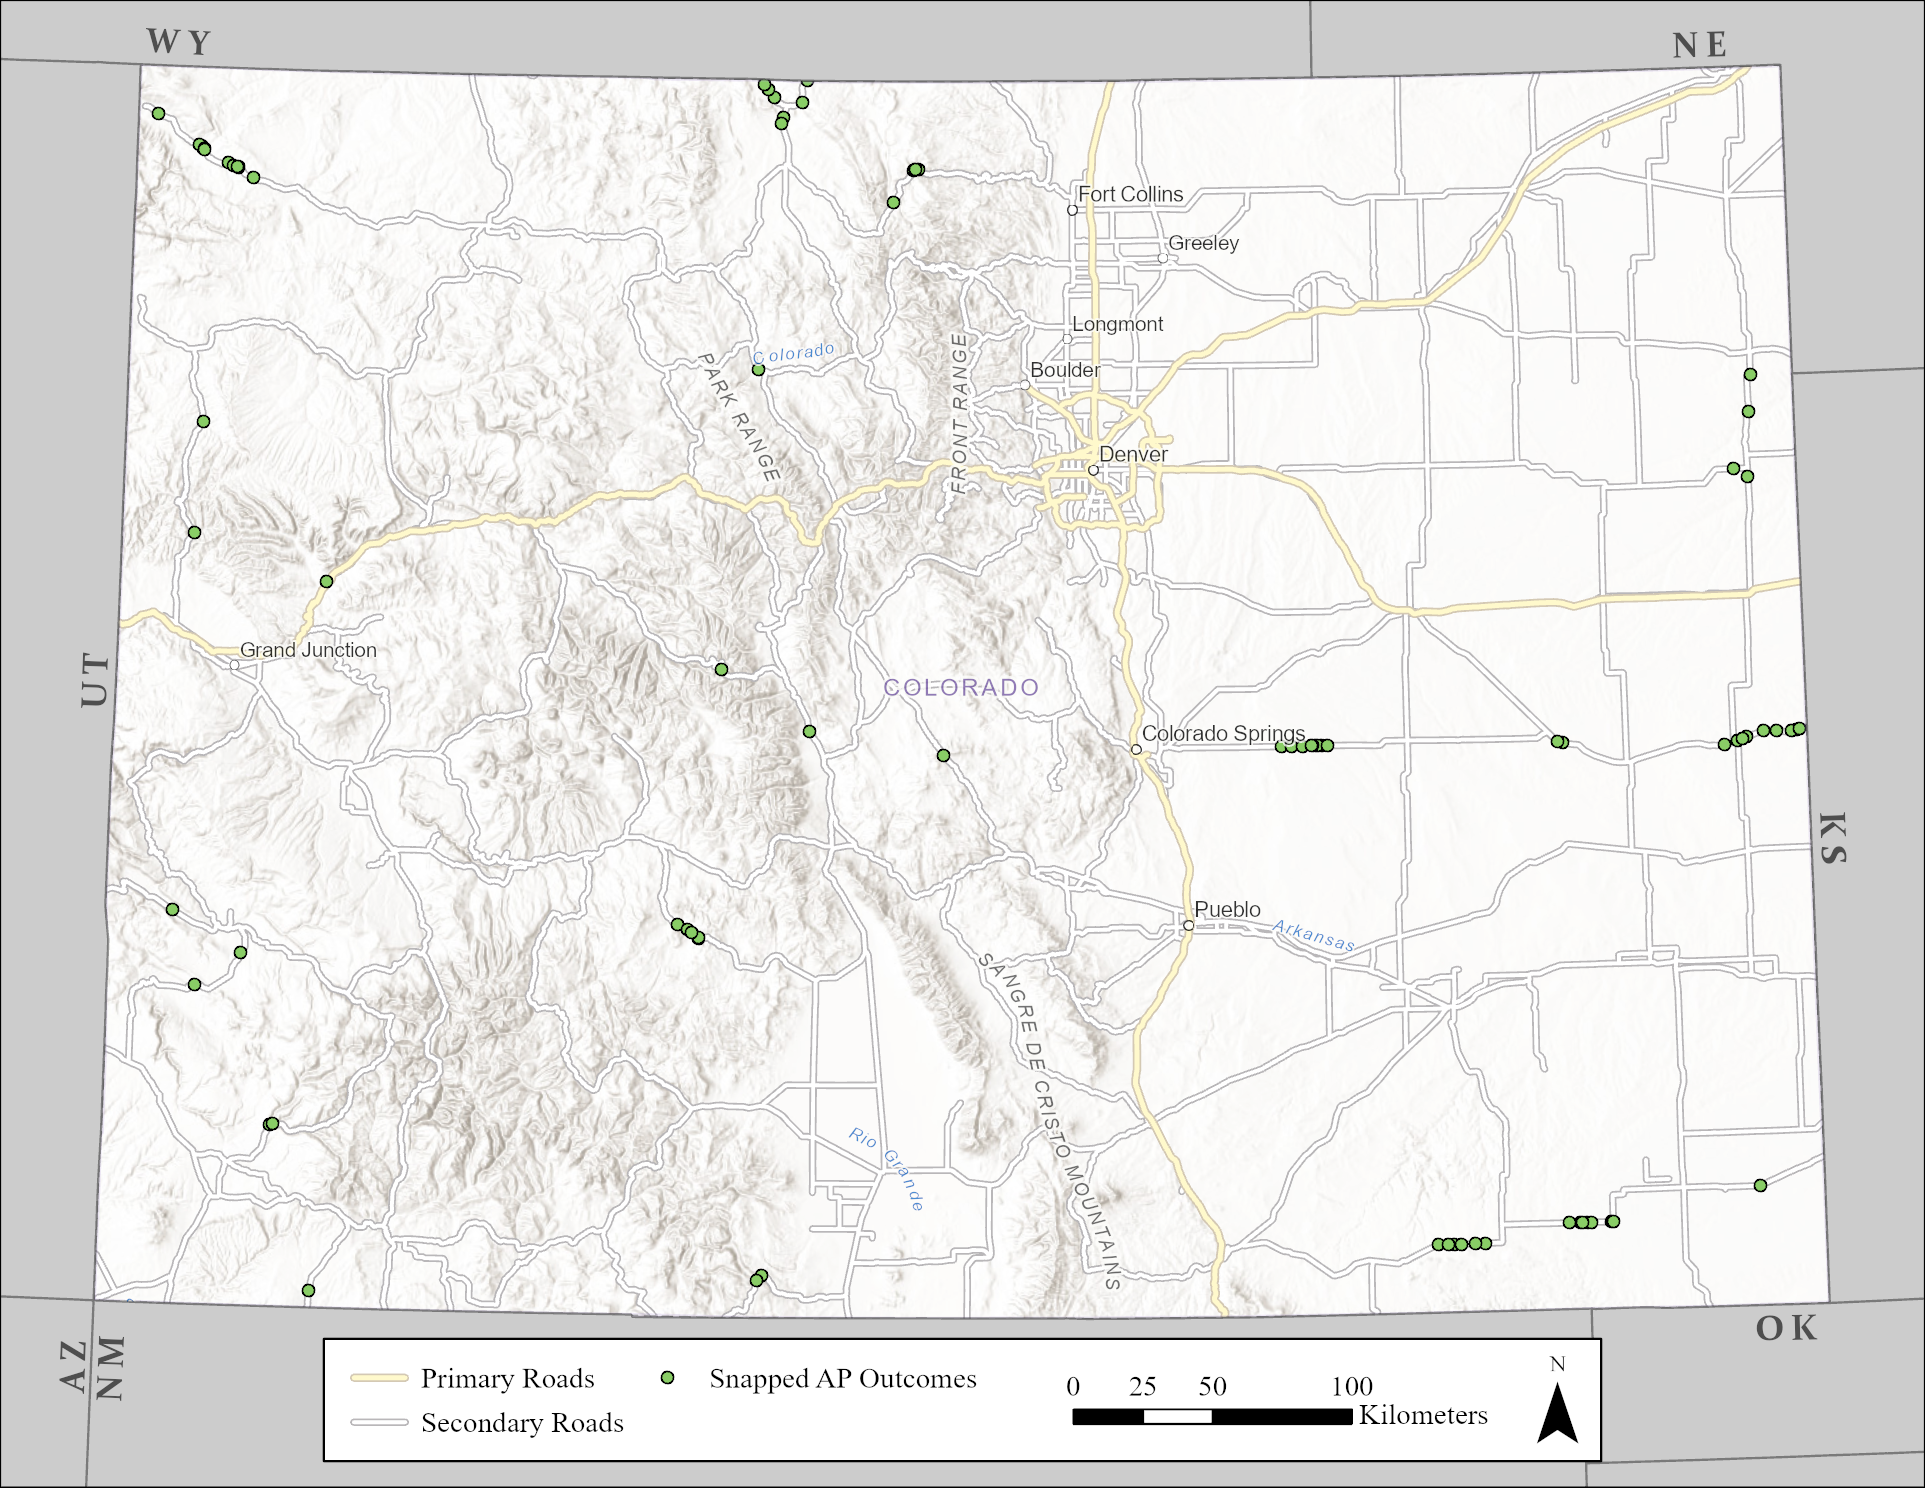 WY
NE
Fort Collins
Greeley
Longmont
Colorado
Boulder
PARK RANGE
FRONT RANGE
Denver
Grand Junction
UT
COLORADO
Colorado Springs
KS
Pueblo
Arkansas
SANGRE DE CRISTO MOUNTAINS
Rio Grande
OK
AZ
NM
Primary Roads
Snapped AP Outcomes
Secondary Roads
0 25 50 100
Kilometers
N